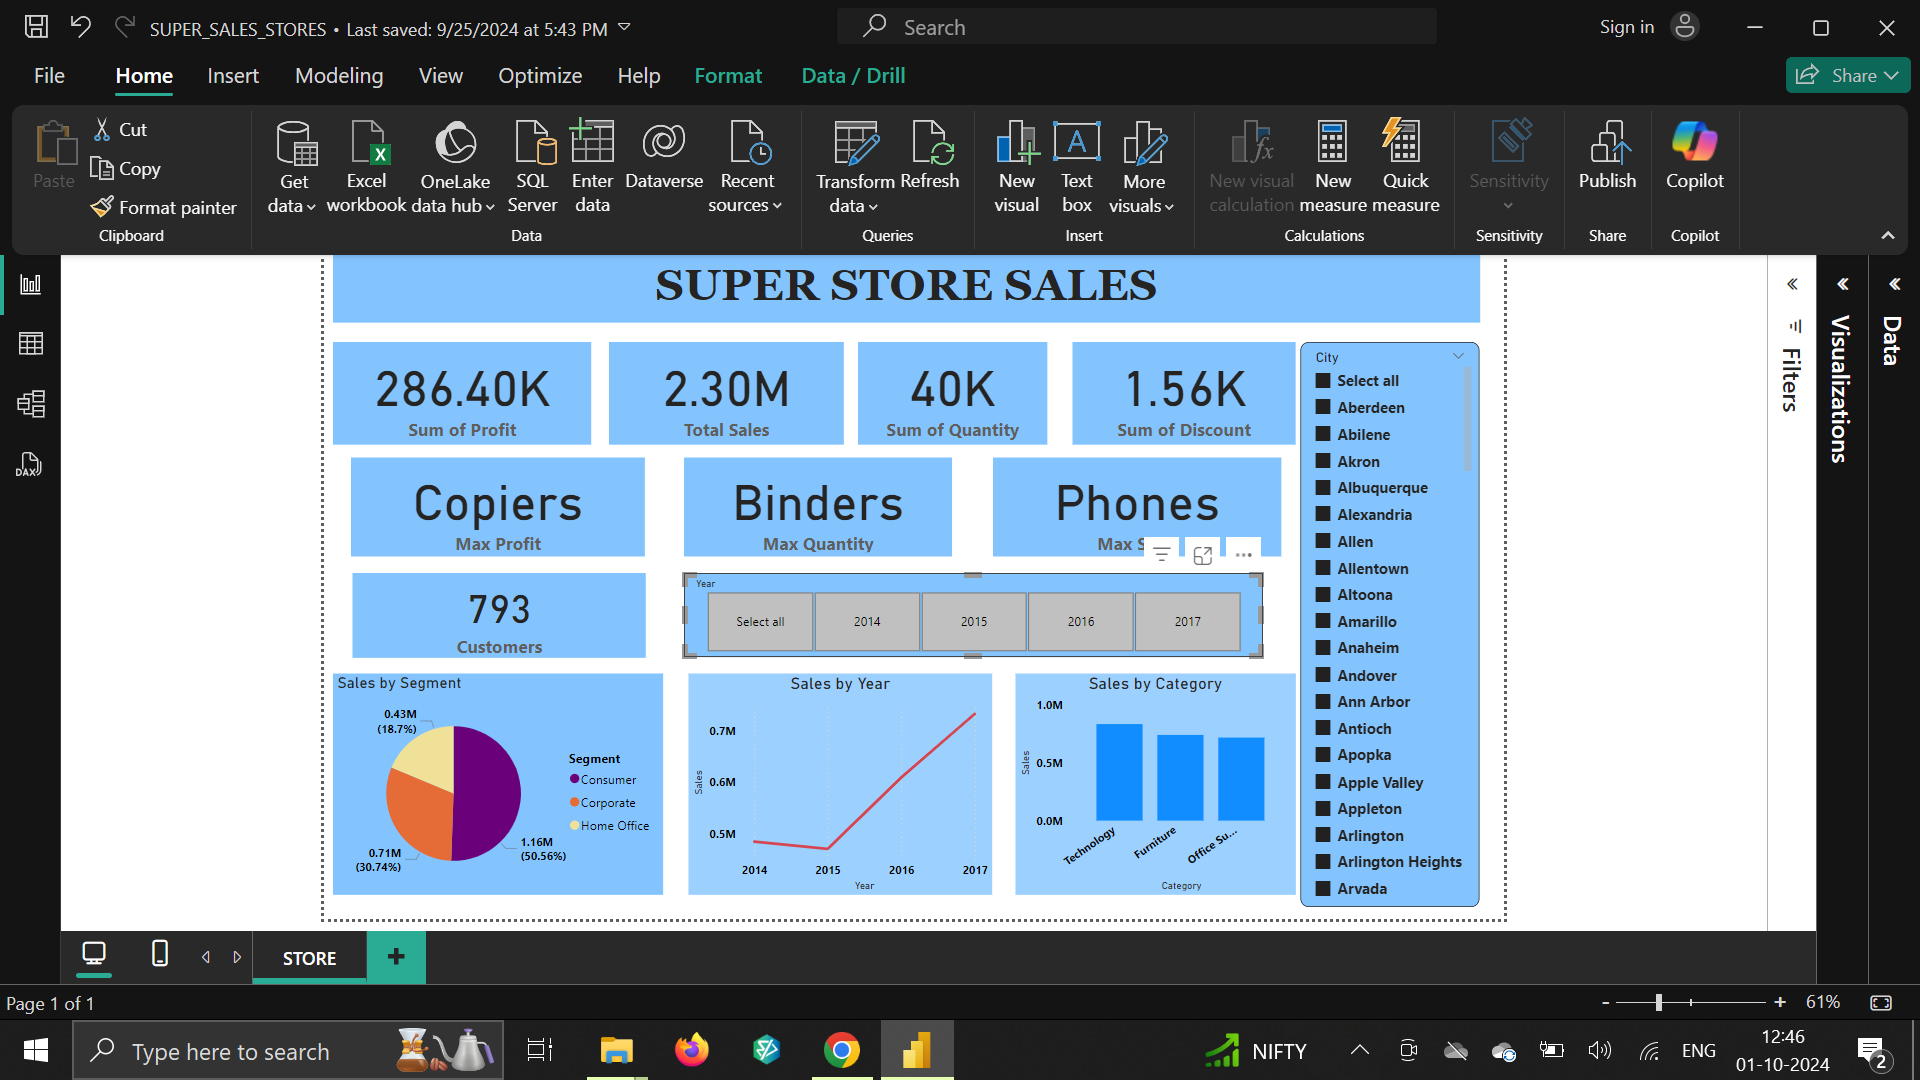 SUPER_SALES_STORES • Last saved: 9/25/2024 at 5:43 PM
Search
Sign in
File
Home
Insert
Modeling
View
Optimize
Help
Format
Data / Drill
Share
Paste
Cut
Copy
Format painter
Clipboard
Get data
Excel workbook
OneLake data hub
SQL Server
Enter data
Dataverse
Recent sources
Data
Transform data
Refresh
Queries
New visual
Text box
More visuals
Insert
New visual calculation
New measure
Quick measure
Calculations
Sensitivity
Sensitivity
Publish
Share
Copilot
Copilot
DAX
SUPER STORE SALES
286.40K
Sum of Profit
2.30M
Total Sales
40K
Sum of Quantity
1.56K
Sum of Discount
Copiers
Max Profit
Binders
Max Quantity
Phones
Max S
793
Customers
Year
Select all
2014
2015
2016
2017
Sales by Segment
0.43M
(18.7%)
0.71M
(30.74%)
1.16M
(50.56%)
Segment
Consumer
Corporate
Home Office
Sales by Year
Sales
0.7M
0.6M
0.5M
2014
2015
2016
2017
Year
Sales by Category
Sales
1.0M
0.5M
0.0M
Technology
Furniture
Office Su...
Category
City
Select all
Aberdeen
Abilene
Akron
Albuquerque
Alexandria
Allen
Allentown
Altoona
Amarillo
Anaheim
Andover
Ann Arbor
Antioch
Apopka
Apple Valley
Appleton
Arlington
Arlington Heights
Arvada
Filters
Visualizations
Data
STORE
Page 1 of 1
61%
Type here to search
NIFTY
ENG
12:46
01-10-2024
2